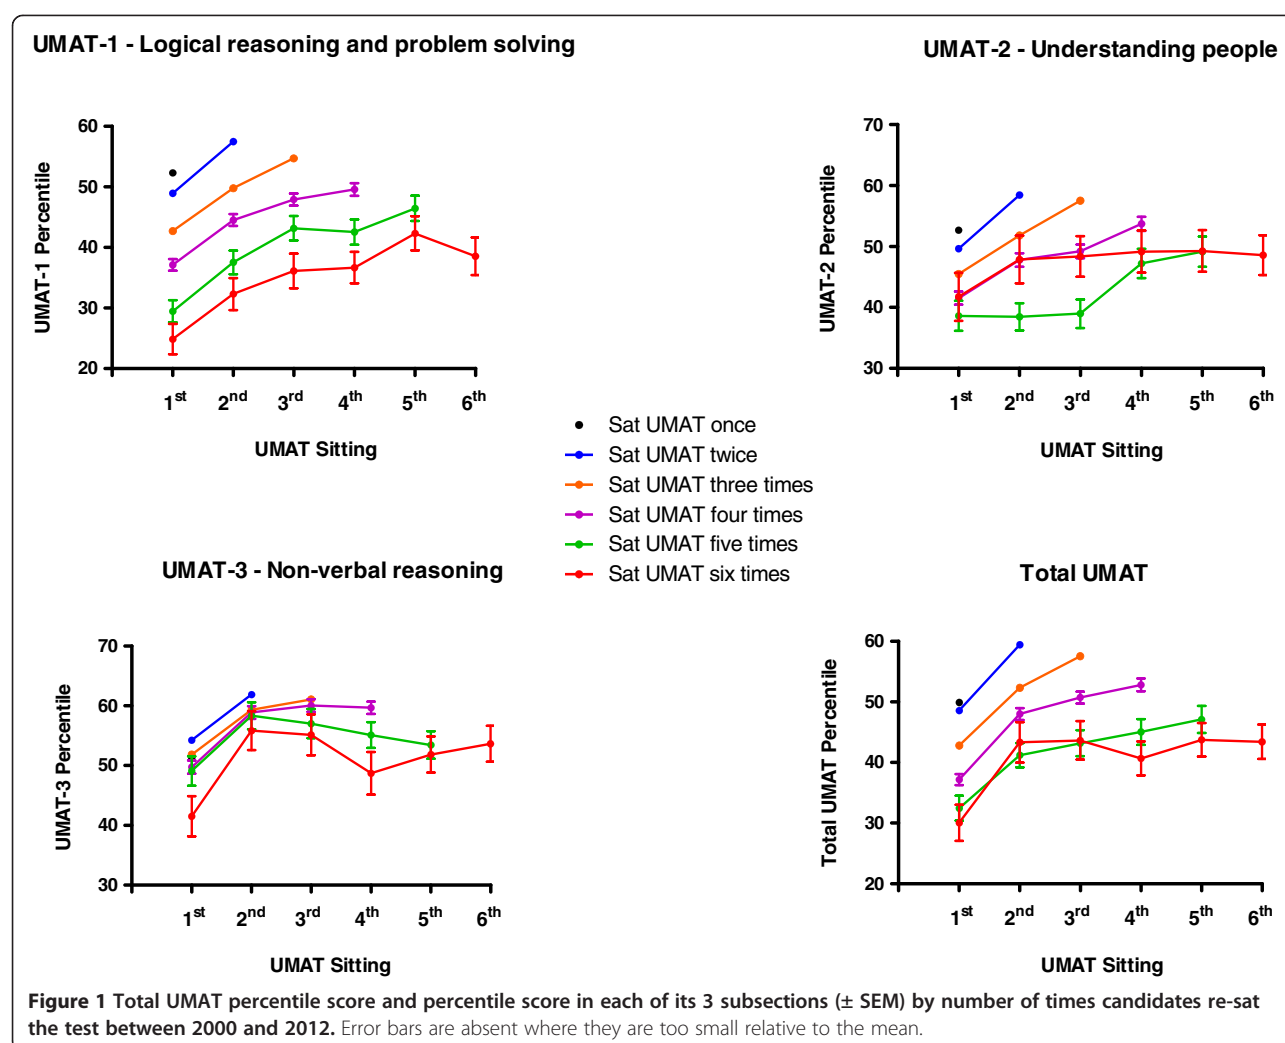 UMAT-1 - Logical reasoning and problem solving
60
50
40
30
20
UMAT-1 Percentile
1st 2nd 3rd 4th 5th 6th
UMAT Sitting
UMAT-2 - Understanding people
70
60
50
40
30
UMAT-2 Percentile
1st 2nd 3rd 4th 5th 6th
UMAT Sitting
Sat UMAT once
Sat UMAT twice
Sat UMAT three times
Sat UMAT four times
Sat UMAT five times
Sat UMAT six times
UMAT-3 - Non-verbal reasoning
70
60
50
40
30
UMAT-3 Percentile
1st 2nd 3rd 4th 5th 6th
UMAT Sitting
Total UMAT
60
50
40
30
20
Total UMAT Percentile
1st 2nd 3rd 4th 5th 6th
UMAT Sitting
Figure 1 Total UMAT percentile score and percentile score in each of its 3 subsections (± SEM) by number of times candidates re-sat
the test between 2000 and 2012. Error bars are absent where they are too small relative to the mean.